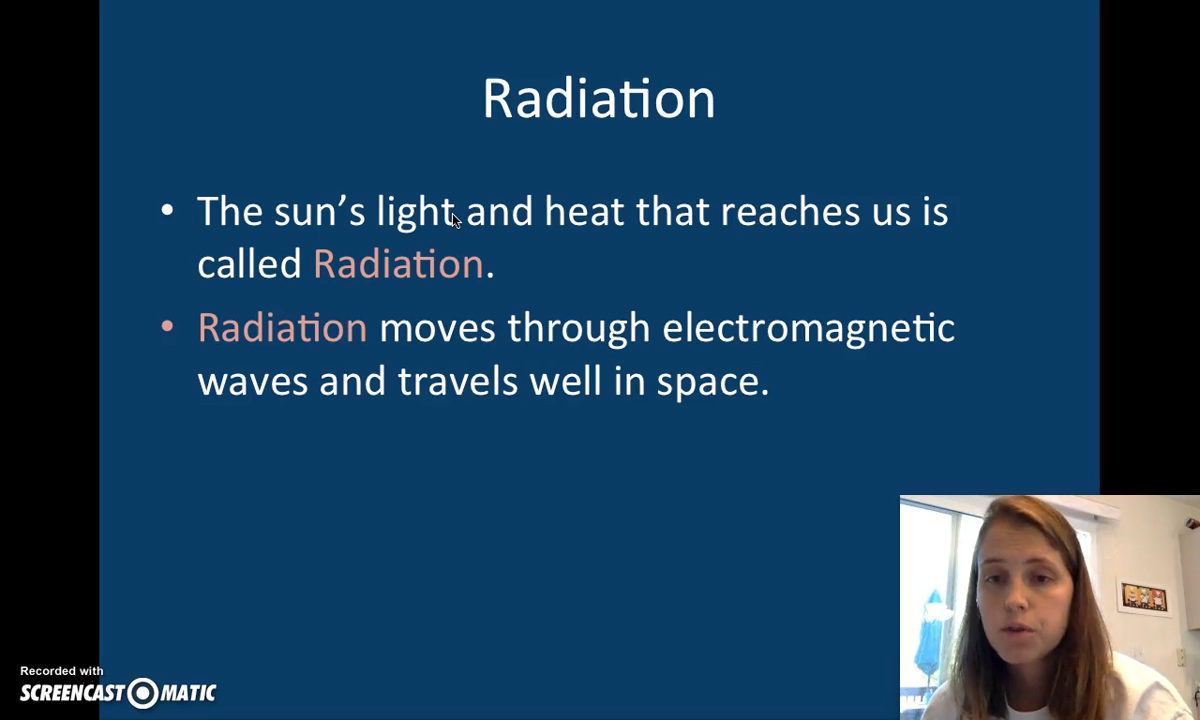 Radiation
• The sun's light and heat that reaches us is
called Radiation.
• Radiation moves through electromagnetic
waves and travels well in space.
Recorded with
SCREENCAST MATIC